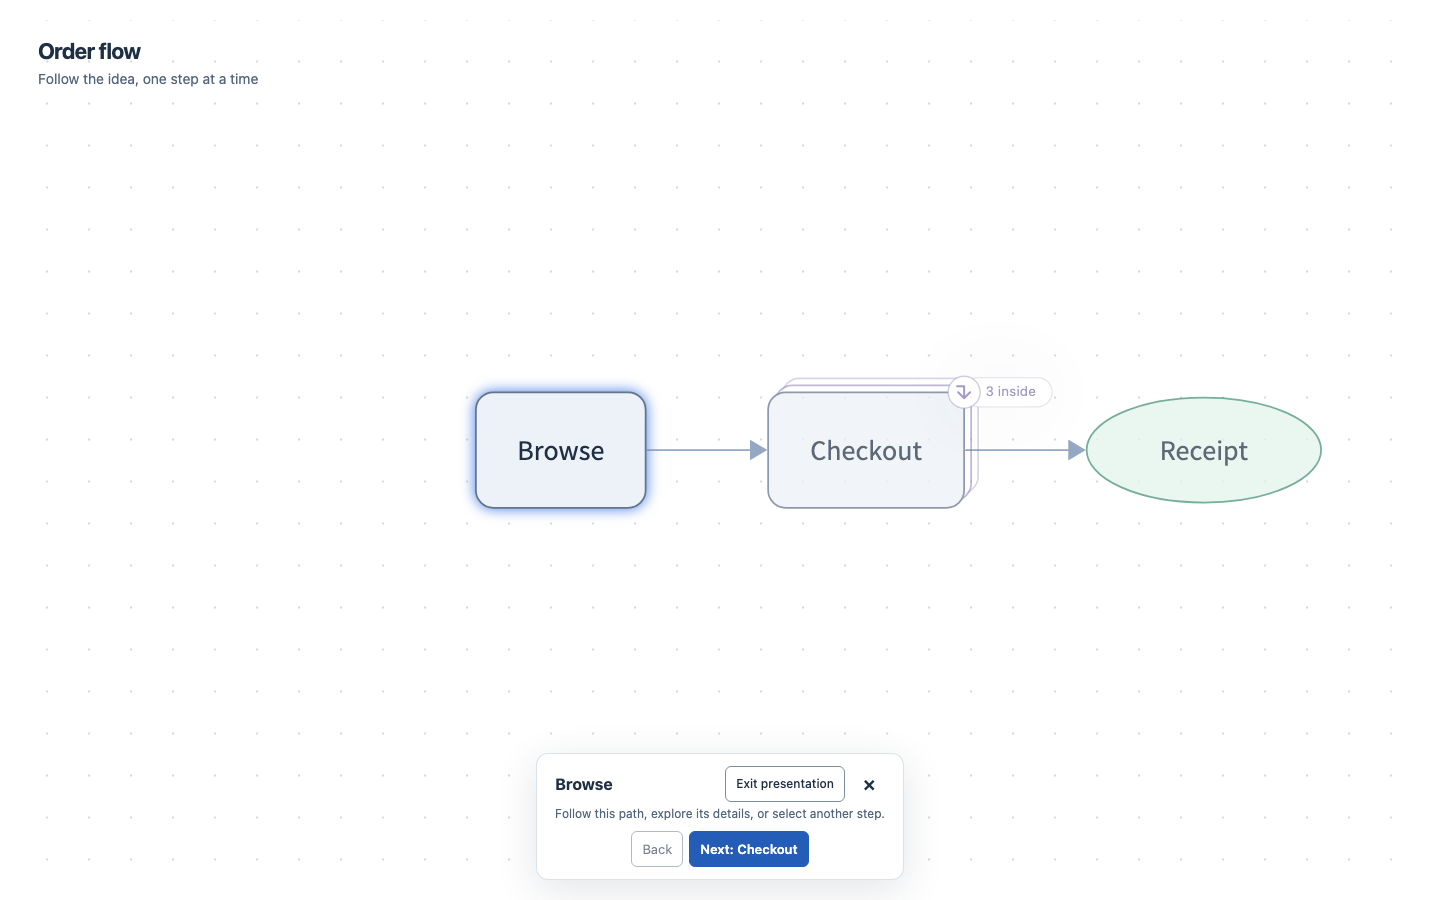 Order flow
Follow the idea, one step at a time
3 inside
Browse
Checkout
Receipt
Browse
Exit presentation
Follow this path, explore its details, or select another step.
Back
Next: Checkout